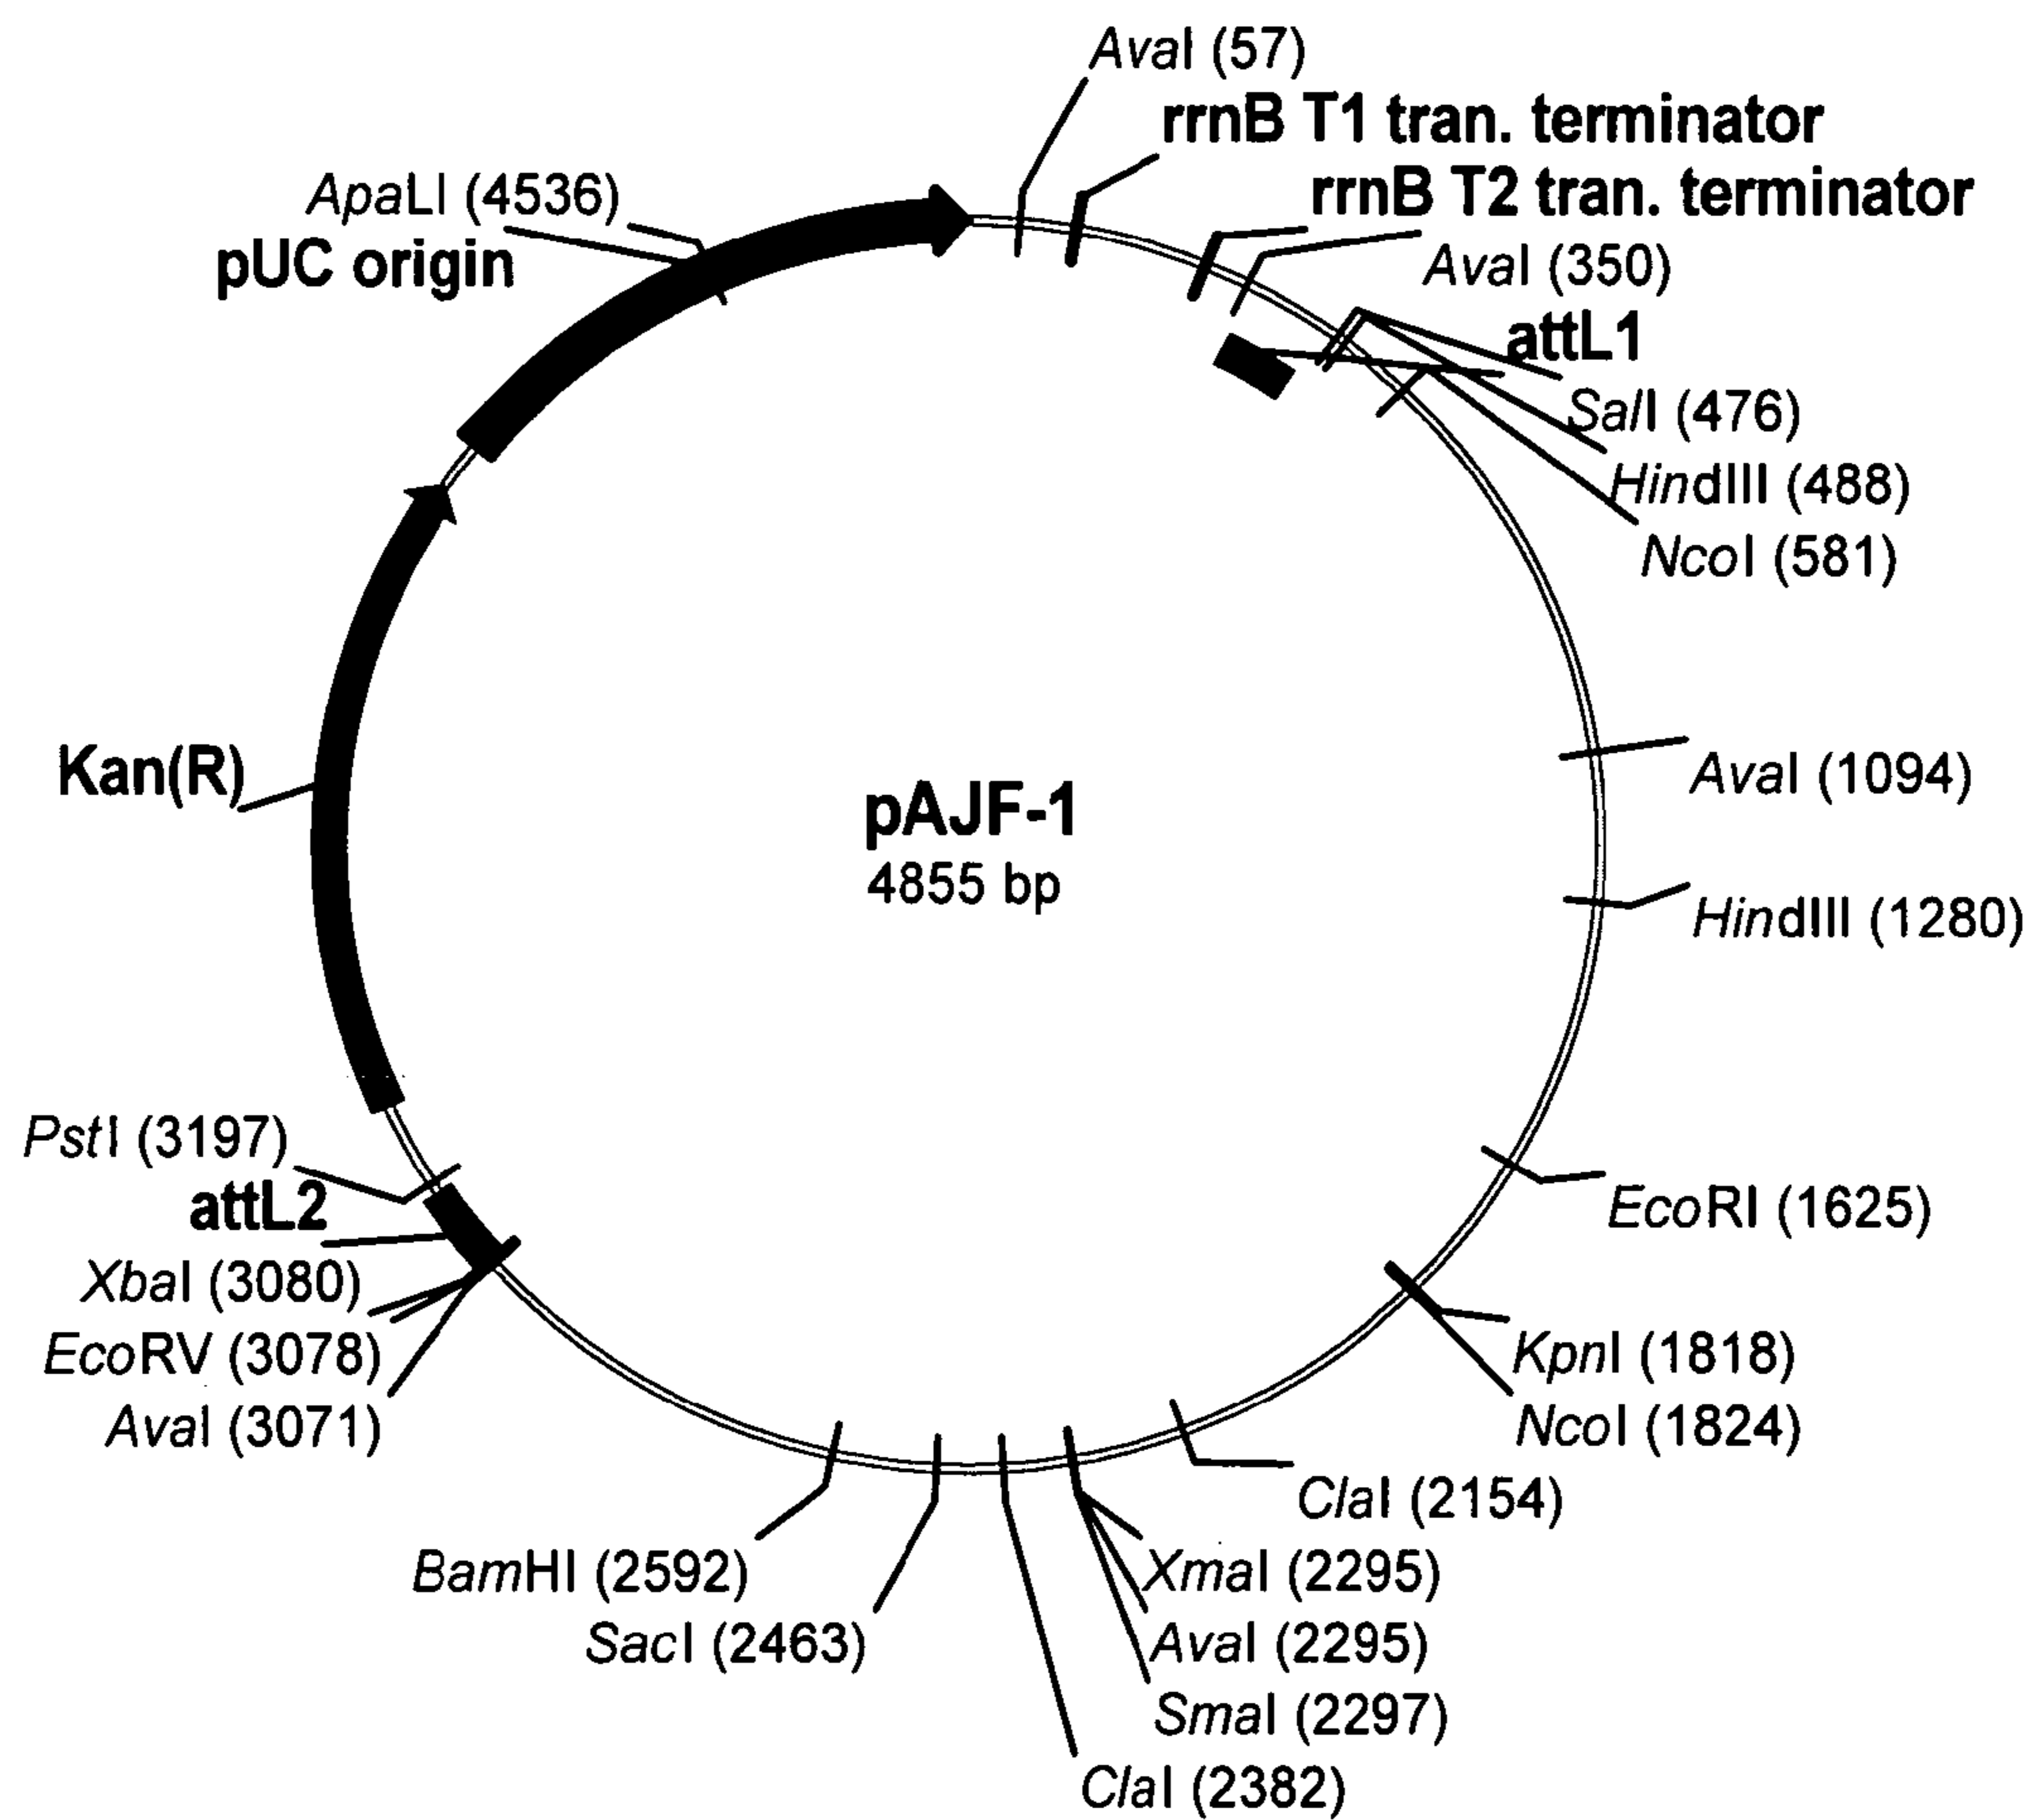 AvaI (57)
rrnB T1 tran. terminator
rrnB T2 tran. terminator
AvaI (350)
attL1
SalI (476)
HindIII (488)
NcoI (581)
AvaI (1094)
HindIII (1280)
EcoRI (1625)
KpnI (1818)
NcoI (1824)
ClaI (2154)
XmaI (2295)
AvaI (2295)
SmaI (2297)
ClaI (2382)
SacI (2463)
BamHI (2592)
AvaI (3071)
EcoRV (3078)
XbaI (3080)
attL2
PstI (3197)
Kan(R)
pUC origin
ApaLI (4536)
pAJF-1
4855 bp